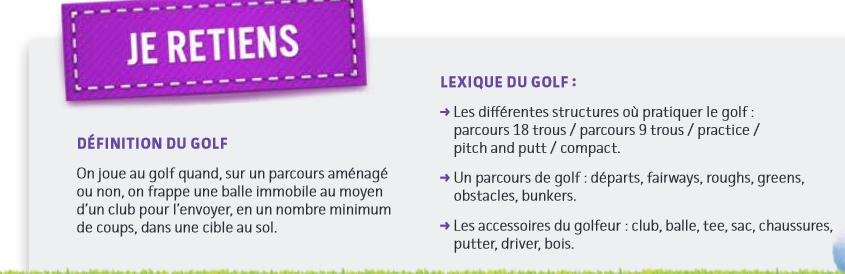 JE RETIENS
DÉFINITION DU GOLF
On joue au golf quand, sur un parcours aménagé
ou non, on frappe une balle immobile au moyen
d'un club pour l'envoyer, en un nombre minimum
de coups, dans une cible au sol.
LEXIQUE DU GOLF :
➜ Les différentes structures où pratiquer le golf :
parcours 18 trous / parcours 9 trous / practice /
pitch and putt / compact.
➜ Un parcours de golf : départs, fairways, roughs, greens,
obstacles, bunkers.
➜ Les accessoires du golfeur : club, balle, tee, sac, chaussures,
putter, driver, bois.